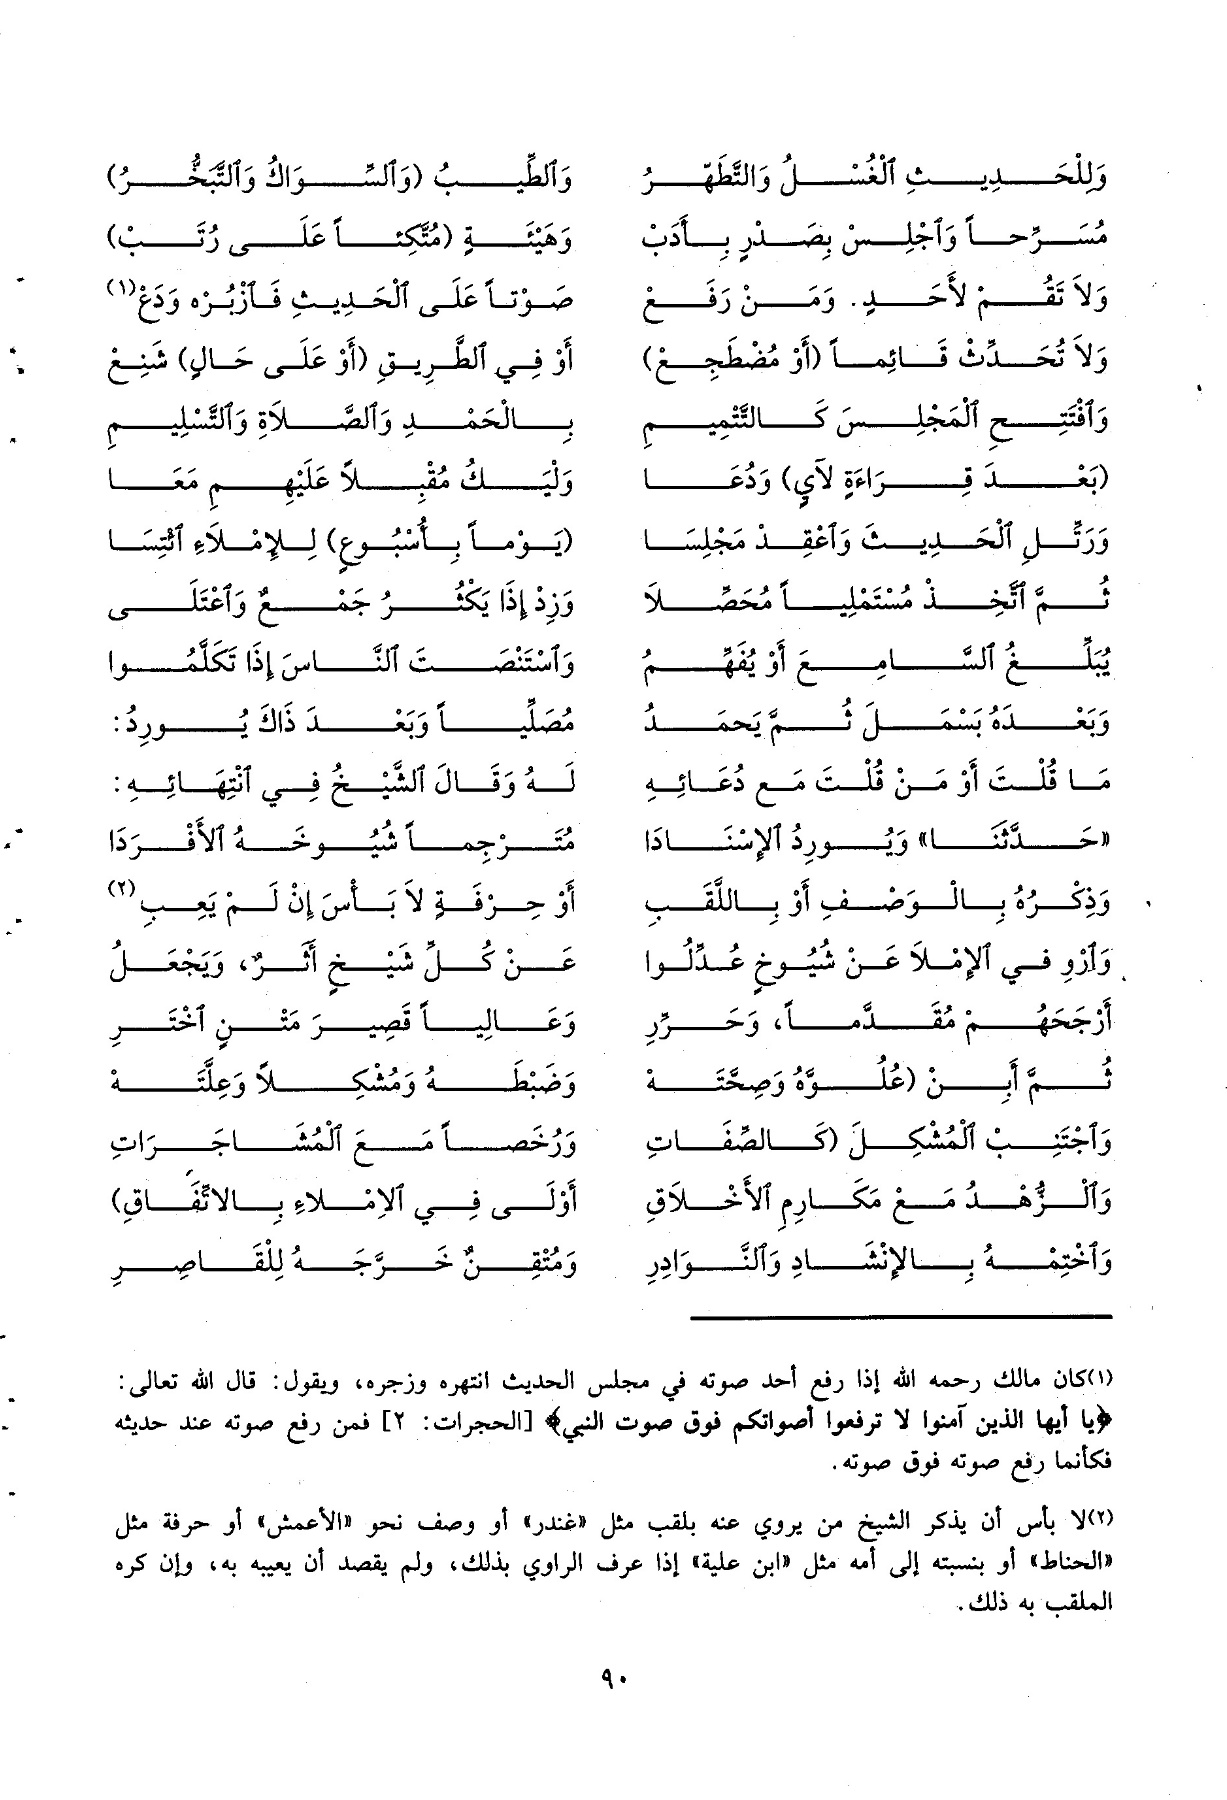 وَلِلْحَدِيثِ ٱلْغُسْلُ وَالتَّطَهُّرُ وَٱلطِّيبُ (وَٱلسِّوَاكُ وَٱلتَّبَخُّرُ)
مُسَرِّحاً وَٱجْلِسْ بِصَدْرٍ بِأَدَبْ وَهَيْئَةٍ (مُتَّكِئاً عَلَى رُتَبْ)
وَلاَ تَقُمْ لأَحَدٍ. وَمَنْ رَفَعْ صَوْتاً عَلَى ٱلْحَدِيثِ فَٱزْبُرْه وَدَعْ(١)
وَلاَ تُحَدِّثْ قَائِماً (أَوْ مُضْطَجِعْ) أَوْ فِي ٱلطَّرِيقِ (أَوْ عَلَى حَالٍ) شَنِعْ
وَٱفْتَتِحِ ٱلْمَجْلِسَ كَالتَّتْمِيمِ بِالْحَمْدِ وَٱلصَّلاَةِ وَٱلتَّسْلِيمِ
(بَعْدَ قِرَاءَةٍ لآيٍ) وَدُعَا وَلْيَكُ مُقْبِلاً عَلَيْهِمِ مَعَا
وَرَتِّلِ ٱلْحَدِيثَ وَٱعْقِدْ مَجْلِسَا (يَوْماً بِأُسْبُوعٍ) لِلإِمْلاَءِ ٱئْتِسَا
ثُمَّ ٱتَّخِذْ مُسْتَمْلِياً مُحَصِّلاَ وَزِدْ إِذَا يَكْثُرُ جَمْعٌ وَٱعْتَلَى
يُبَلِّغُ ٱلسَّامِعَ أَوْ يُفَهِّمُ وَٱسْتَنْصَتَ ٱلنَّاسَ إِذَا تَكَلَّمُوا
وَبَعْدَهُ بَسْمَلَ ثُمَّ يَحمَدُ مُصَلِّياً وَبَعْدَ ذَاكَ يُورِدُ:
مَا قُلْتَ أَوْ مَنْ قُلْتَ مَع دُعَائِهِ لَهُ وَقَالَ ٱلشَّيْخُ فِي ٱنْتِهَائِهِ:
«حَدَّثَنَا» وَيُورِدُ ٱلإِسْنَادَا مُتَرْجِماً شُيُوخَهُ ٱلأَفْرَدَا
وَذِكْرُهُ بِالْوَصْفِ أَوْ بِاللَّقَبِ أَوْ حِرْفَةٍ لاَ بَأْسَ إِنْ لَمْ يَعِبِ(٢)
وَٱرْوِ فِي ٱلإِمْلاَ عَنْ شُيُوخٍ عُدِّلُوا عَنْ كُلِّ شَيْخٍ أَثَرٌ، وَيَجْعَلُ
أَرْجَحَهُمْ مُقَدَّماً، وَحَرِّرِ وَعَالِياً قَصِيرَ مَتْنٍ ٱخْتَرِ
ثُمَّ أَبِنْ (عُلُوَّهُ وَصِحَّتَهْ وَضَبْطَهُ وَمُشْكِلاً وَعِلَّتَهْ
وَٱجْتَنِبْ ٱلْمُشْكِلَ (كَالصِّفَاتِ وَرُخَصاً مَعَ ٱلْمُشَاجَرَاتِ
وَٱلْزُّهْدُ مَعْ مَكَارِمِ ٱلأَخْلاَقِ أَوْلَى فِي ٱلإِمْلاَءِ بِالاتِّفَاقِ)
وَٱخْتِمْهُ بِالإِنْشَادِ وَٱلنَّوَادِرِ وَمُتْقِنٌ خَرَّجَهُ لِلْقَاصِرِ
(١)كان مالك رحمه الله إذا رفع أحد صوته في مجلس الحديث انتهره وزجره، ويقول: قال الله تعالى:
﴿يا أيها الذين آمنوا لا ترفعوا أصواتكم فوق صوت النبي﴾ [الحجرات: ٢] فمن رفع صوته عند حديثه
فكأنما رفع صوته فوق صوته.
(٢)لا بأس أن يذكر الشيخ من يروي عنه بلقب مثل «غندر» أو وصف نحو «الأعمش» أو حرفة مثل
«الحناط» أو بنسبته إلى أمه مثل «ابن علية» إذا عرف الراوي بذلك، ولم يقصد أن يعيبه به، وإن كره
الملقب به ذلك.
٩٠